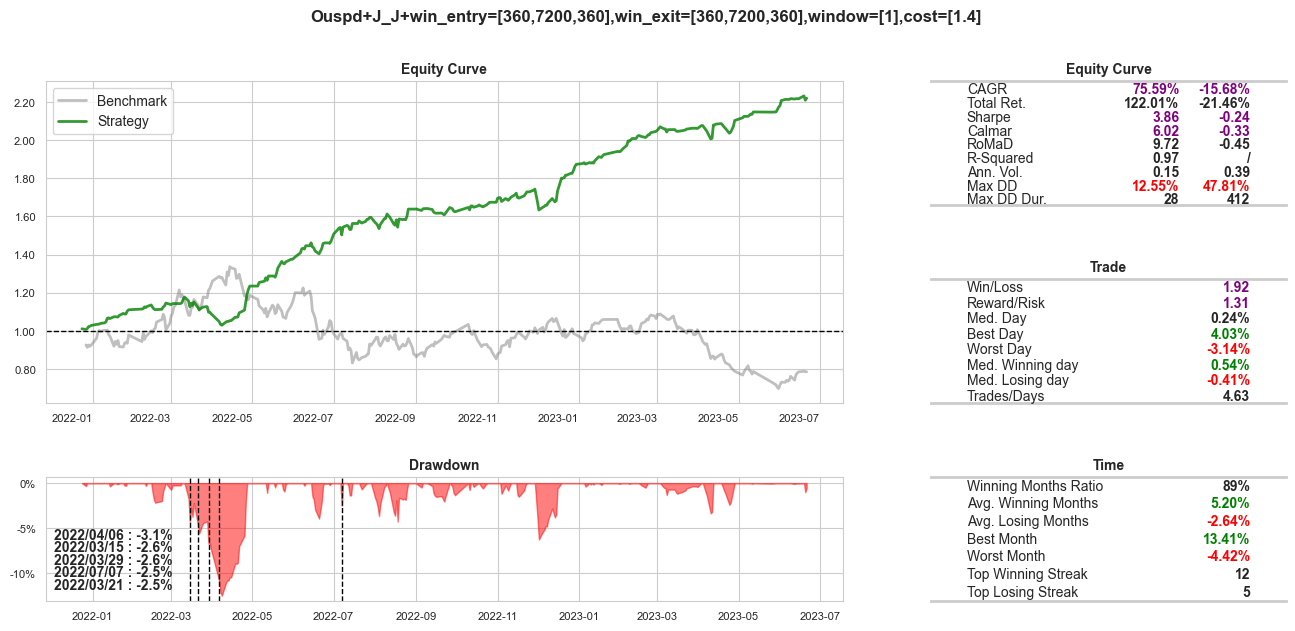 Ouspd+J_J+win_entry=[360,7200,360],win_exit=[360,7200,360],window=[1],cost=[1.4]
Equity Curve
Benchmark
Strategy
2.20
2.00
1.80
1.60
1.40
1.20
1.00
0.80
2022-01 2022-03 2022-05 2022-07 2022-09 2022-11 2023-01 2023-03 2023-05 2023-07
Equity Curve
CAGR 75.59% -15.68%
Total Ret. 122.01% -21.46%
Sharpe 3.86 -0.24
Calmar 6.02 -0.33
RoMaD 9.72 -0.45
R-Squared 0.97 /
Ann. Vol. 0.15 0.39
Max DD 12.55% 47.81%
Max DD Dur. 28 412
Trade
Win/Loss 1.92
Reward/Risk 1.31
Med. Day 0.24%
Best Day 4.03%
Worst Day -3.14%
Med. Winning day 0.54%
Med. Losing day -0.41%
Trades/Days 4.63
Drawdown
0%
-5%
-10%
2022/04/06 : -3.1%
2022/03/15 : -2.6%
2022/03/29 : -2.6%
2022/07/07 : -2.5%
2022/03/21 : -2.5%
2022-01 2022-03 2022-05 2022-07 2022-09 2022-11 2023-01 2023-03 2023-05 2023-07
Time
Winning Months Ratio 89%
Avg. Winning Months 5.20%
Avg. Losing Months -2.64%
Best Month 13.41%
Worst Month -4.42%
Top Winning Streak 12
Top Losing Streak 5